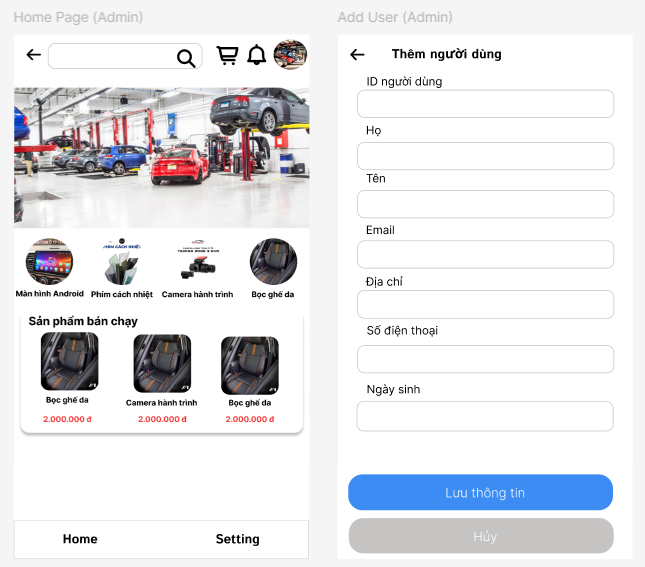 Home Page (Admin)
Màn hình Android
Phím cách nhiệt
Camera hành trình
Bọc ghế da
Sản phẩm bán chạy
Bọc ghế da
Camera hành trình
Bọc ghế da
2.000.000 đ
2.000.000 đ
2.000.000 đ
Home
Setting
Add User (Admin)
Thêm người dùng
ID người dùng
Họ
Tên
Email
Địa chỉ
Số điện thoại
Ngày sinh
Lưu thông tin
Hủy